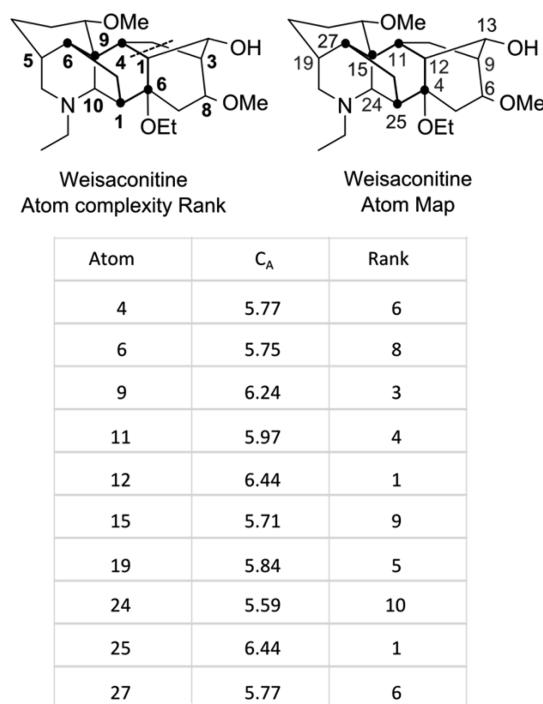 OMe
9
5
6
4
1
3
OH
6
10
1
8
OMe
N
OEt
Weisaconitine
Atom complexity Rank
OMe
13
27
OH
15
11
12
9
19
4
6
OMe
N
24
25
OEt
Weisaconitine
Atom Map
Atom CA Rank
4 5.77 6
6 5.75 8
9 6.24 3
11 5.97 4
12 6.44 1
15 5.71 9
19 5.84 5
24 5.59 10
25 6.44 1
27 5.77 6